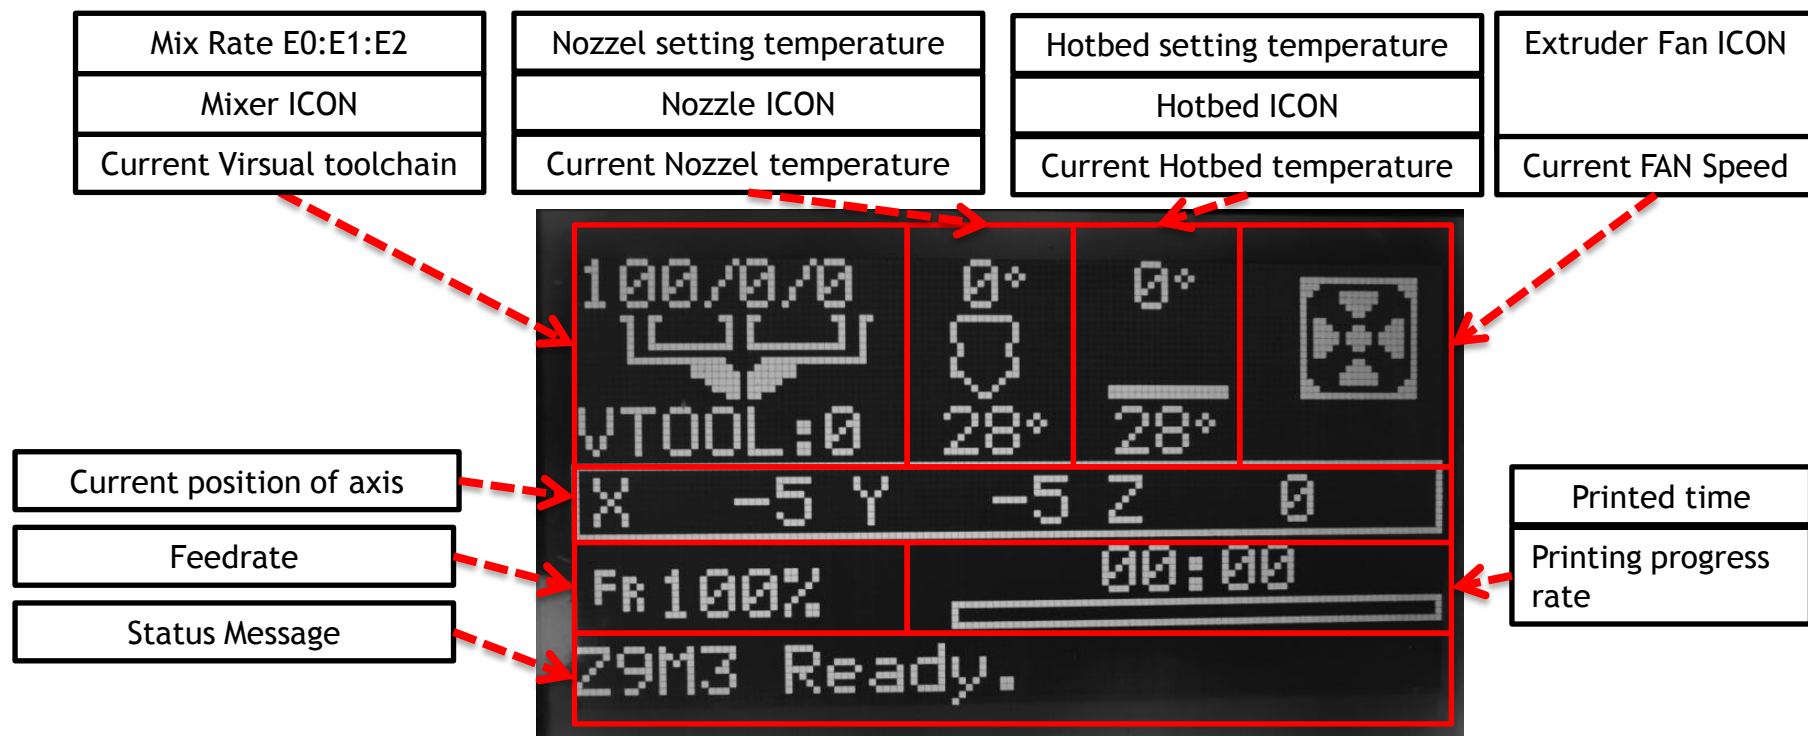 Mix Rate E0:E1:E2
Mixer ICON
Current Virsual toolchain
Nozzel setting temperature
Nozzle ICON
Current Nozzel temperature
Hotbed setting temperature
Hotbed ICON
Current Hotbed temperature
Extruder Fan ICON
Current FAN Speed
100/0/0
0°
0°
VTOOL:0
28°
28°
Current position of axis
X -5 Y -5 Z 0
Feedrate
FR100%
00:00
Printed time
Printing progress
rate
Status Message
Z9M3 Ready.